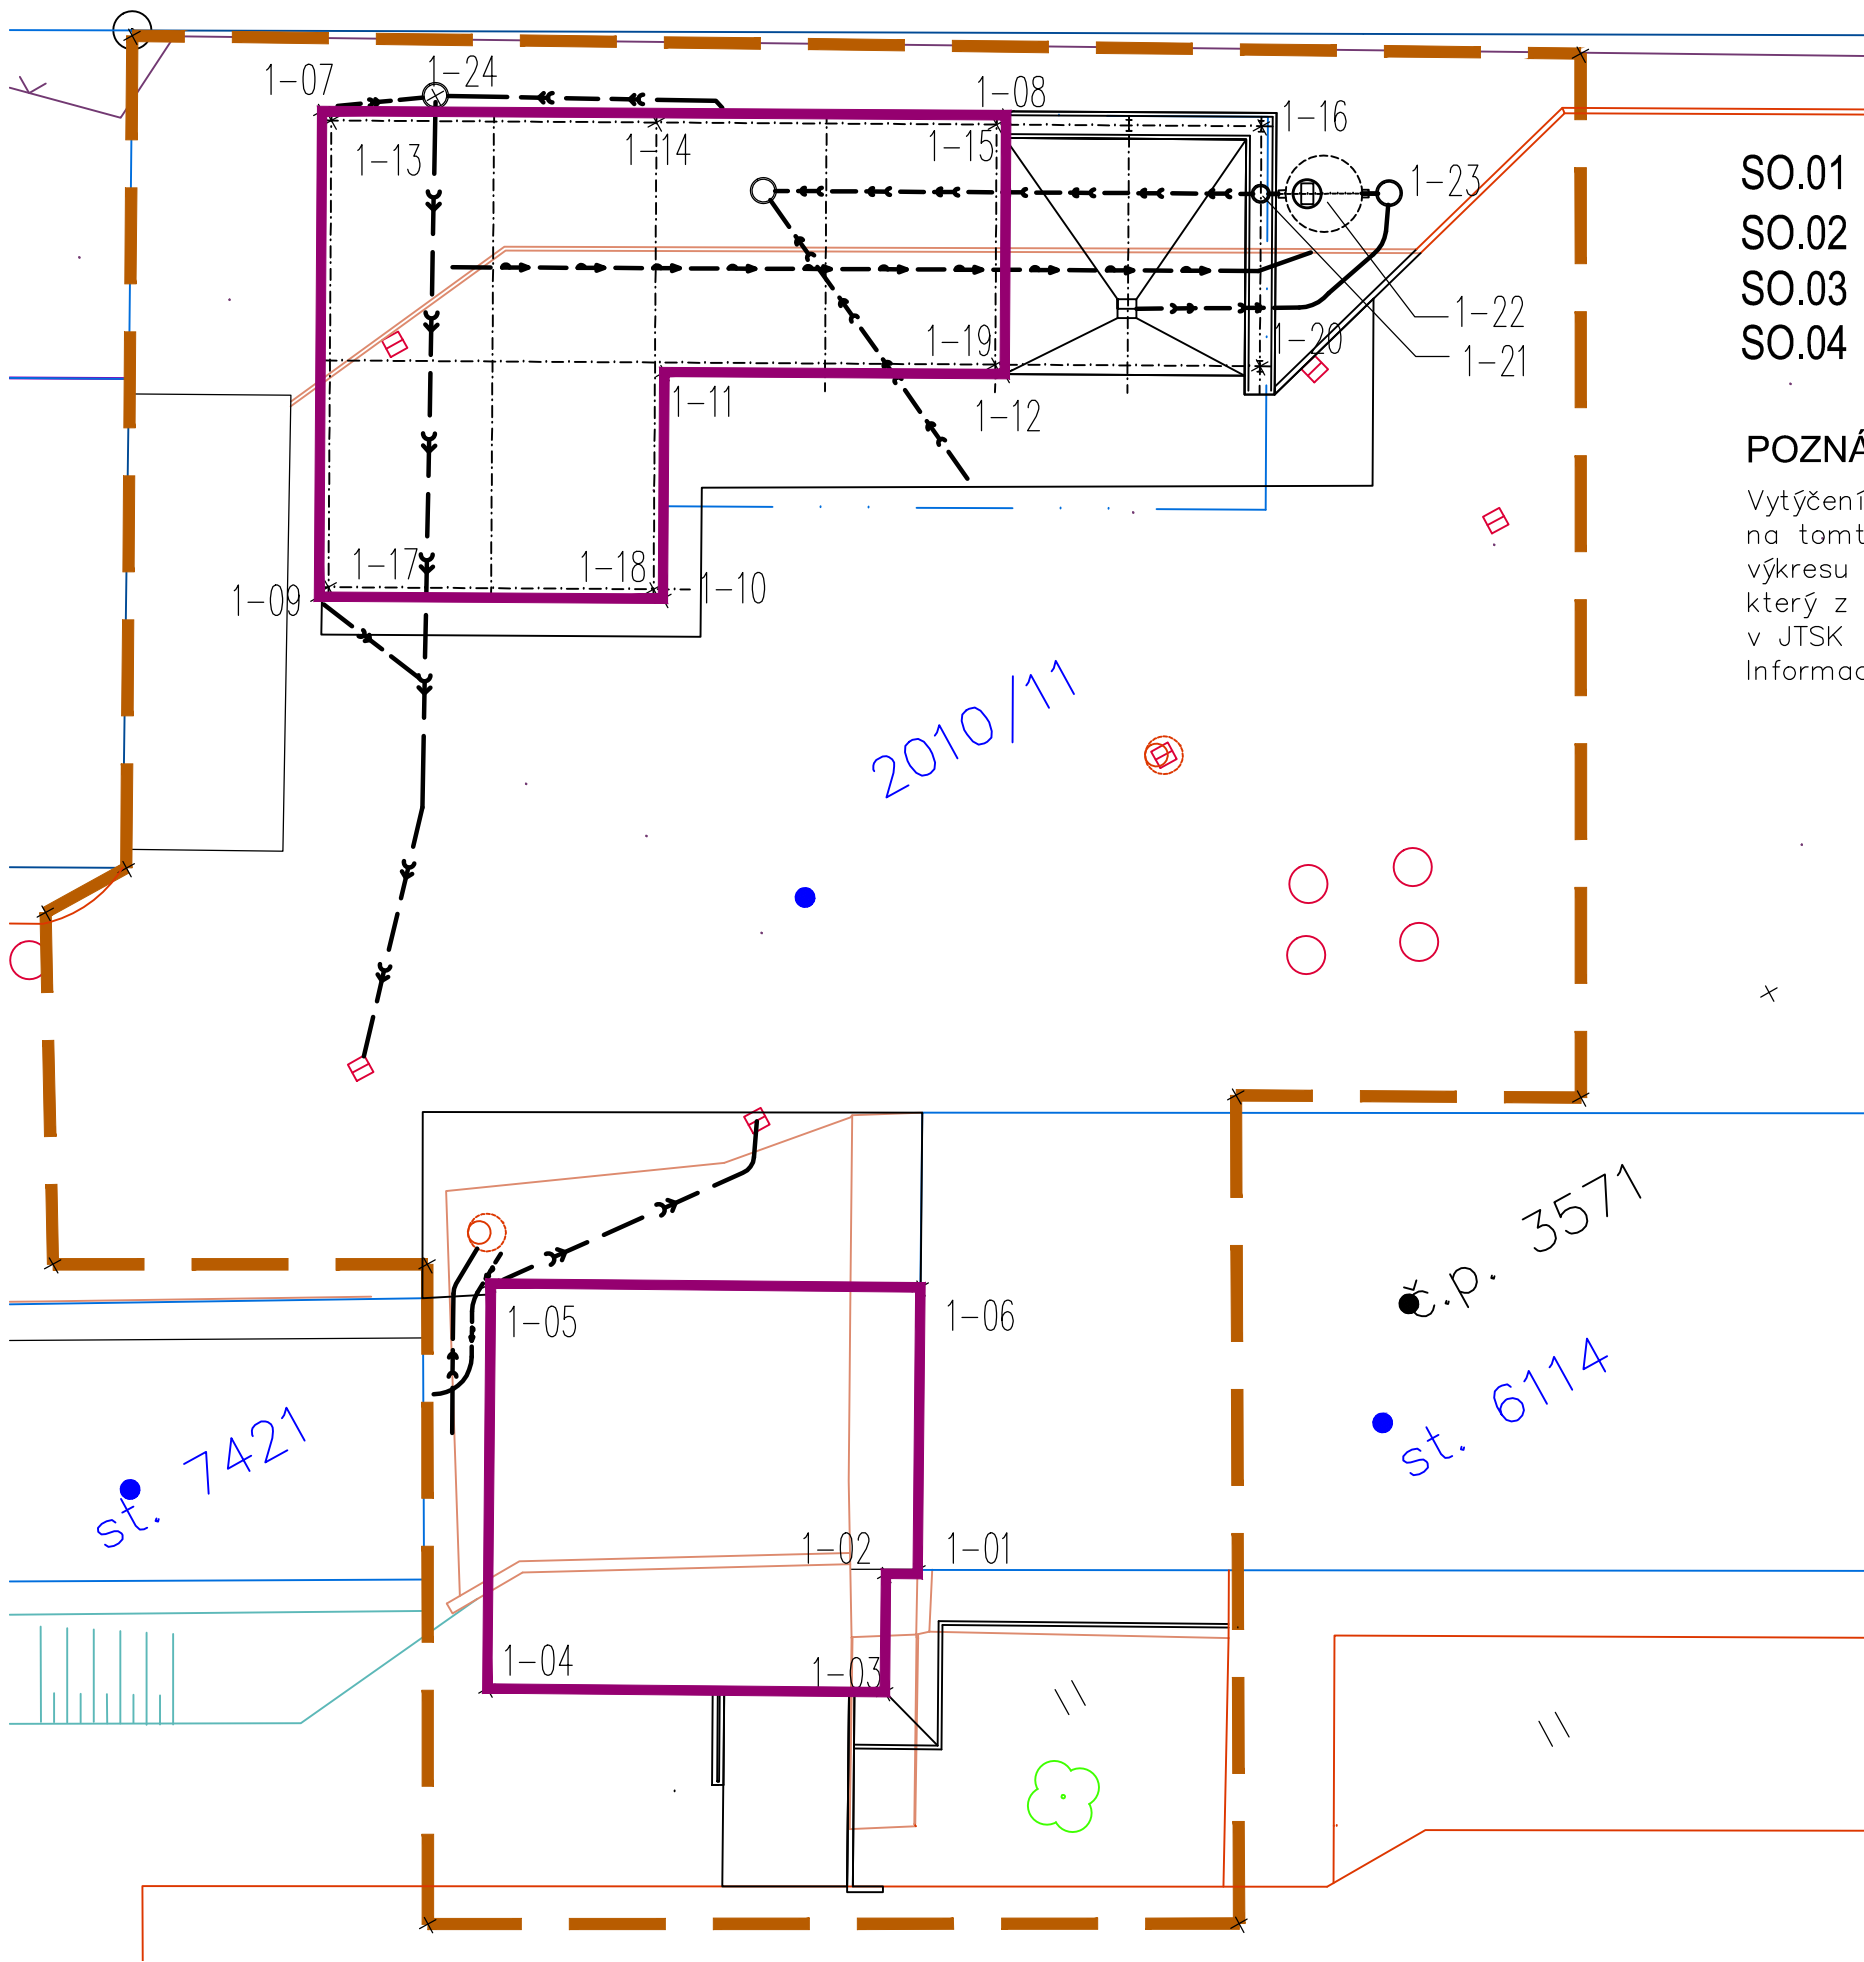 1-07
1-24
1-08
1-16
1-13
1-14
1-15
1-23
SO.01
SO.02
SO.03
SO.04
1-22
1-19
1-20
1-21
1-11
1-12
POZNÁ
Vytýčení
na tomt
výkresu
který z
v JTSK
Informac
1-17
1-18
1-09
1-10
2010/11
č.p. 3571
1-05
1-06
st. 6114
st. 7421
1-02
1-01
1-04
1-03